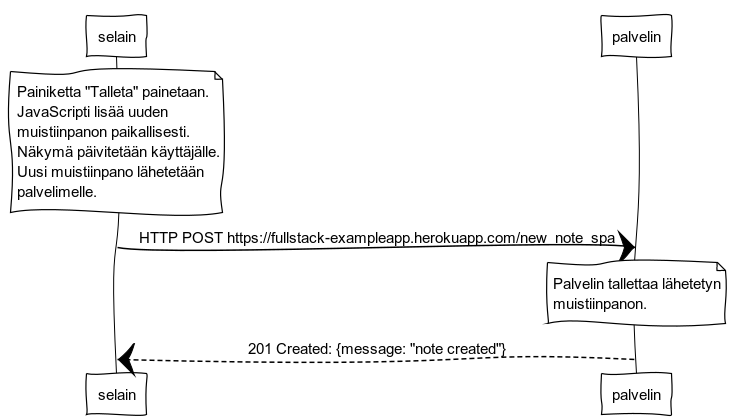 selain
palvelin
Painiketta "Talleta" painetaan.
JavaScripti lisää uuden
muistiinpanon paikallisesti.
Näkymä päivitetään käyttäjälle.
Uusi muistiinpano lähetetään
palvelimelle.
HTTP POST https://fullstack-exampleapp.herokuapp.com/new_note_spa
Palvelin tallettaa lähetetyn
muistiinpanon.
201 Created: {message: "note created"}
selain
palvelin